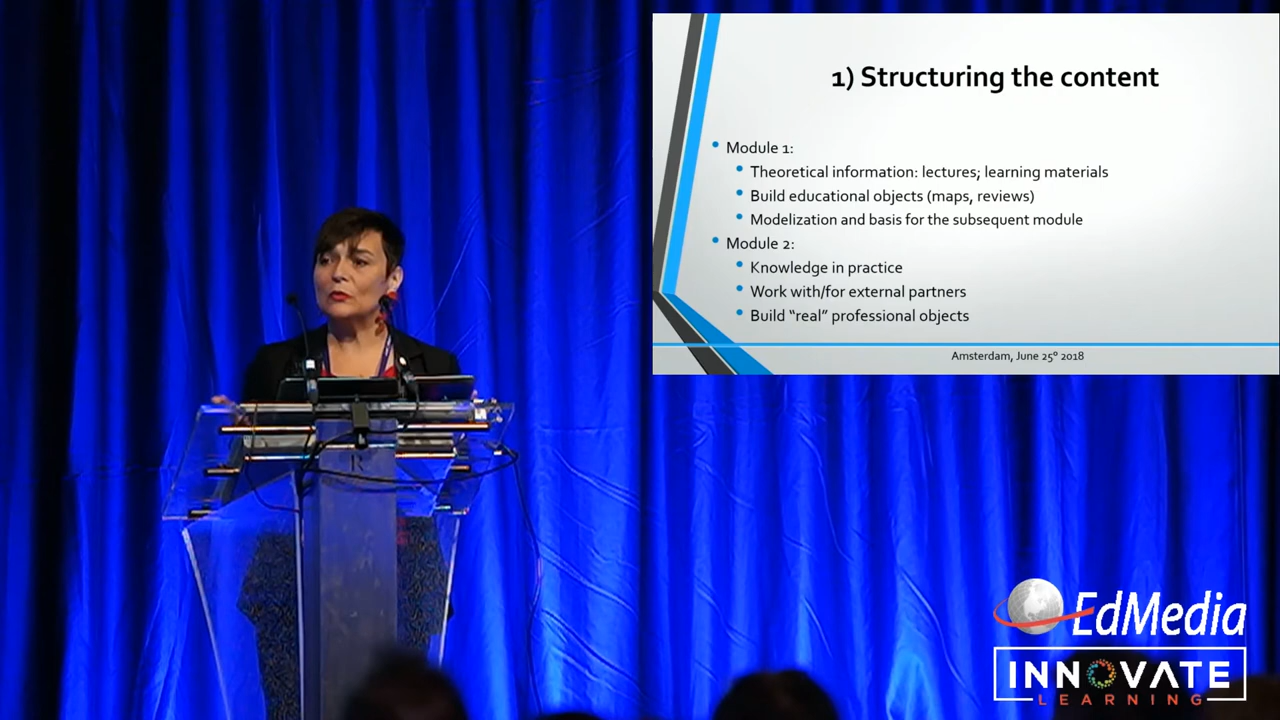 1) Structuring the content
Module 1:
Theoretical information: lectures; learning materials
Build educational objects (maps, reviews)
Modelization and basis for the subsequent module
Module 2:
Knowledge in practice
Work with/for external partners
Build “real” professional objects
Amsterdam, June 25º 2018
R
EdMedia
INNOVATE
LEARNING